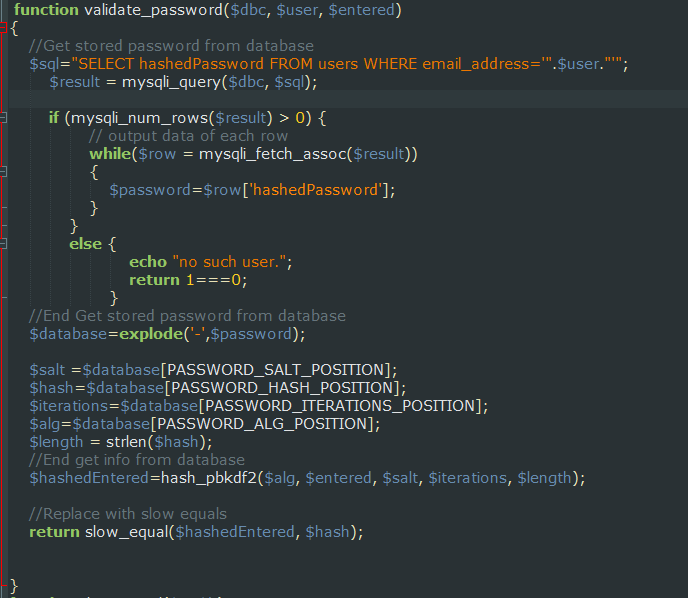 function validate_password($dbc, $user, $entered)
{
//Get stored password from database
$sql="SELECT hashedPassword FROM users WHERE email_address='".$user."'";
$result = mysqli_query($dbc, $sql);
if (mysqli_num_rows($result) > 0) {
// output data of each row
while($row = mysqli_fetch_assoc($result))
{
$password=$row['hashedPassword'];
}
}
else {
echo "no such user.";
return 1===0;
}
//End Get stored password from database
$database=explode('-',$password);
$salt =$database[PASSWORD_SALT_POSITION];
$hash=$database[PASSWORD_HASH_POSITION];
$iterations=$database[PASSWORD_ITERATIONS_POSITION];
$alg=$database[PASSWORD_ALG_POSITION];
$length = strlen($hash);
//End get info from database
$hashedEntered=hash_pbkdf2($alg, $entered, $salt, $iterations, $length);
//Replace with slow equals
return slow_equal($hashedEntered, $hash);
}